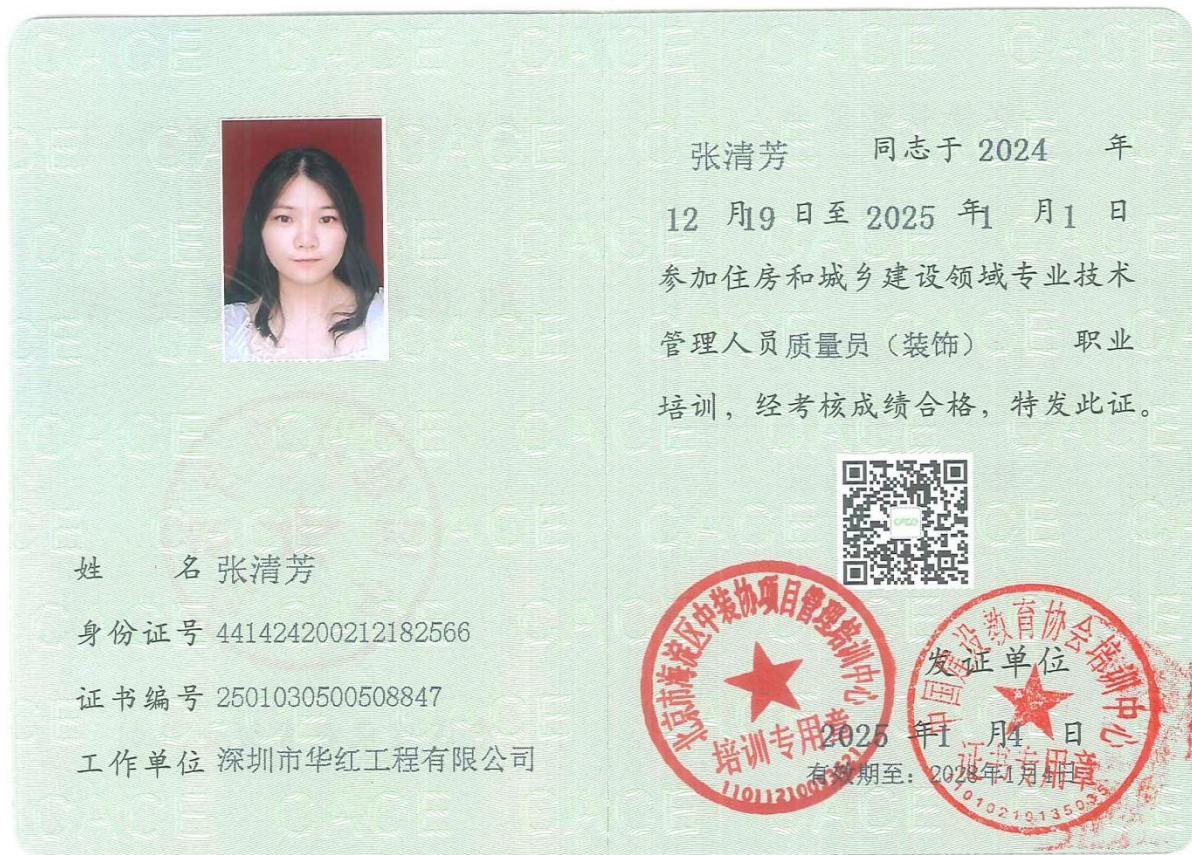 姓 名 张清芳
身份证号 441424200212182566
证书编号 2501030500508847
工作单位 深圳市华红工程有限公司
张清芳 同志于 2024 年
12 月19 日至 2025 年1 月1 日
参加住房和城乡建设领域专业技术
管理人员质量员（装饰） 职业
培训，经考核成绩合格，特发此证。
北京市海淀区中装协项目管理培训中心
培训专用章
中国建设教育协会培训中心
证书专用章
发证单位
2025 年1 月4 日
有效期至：2028年1月4日
CACE